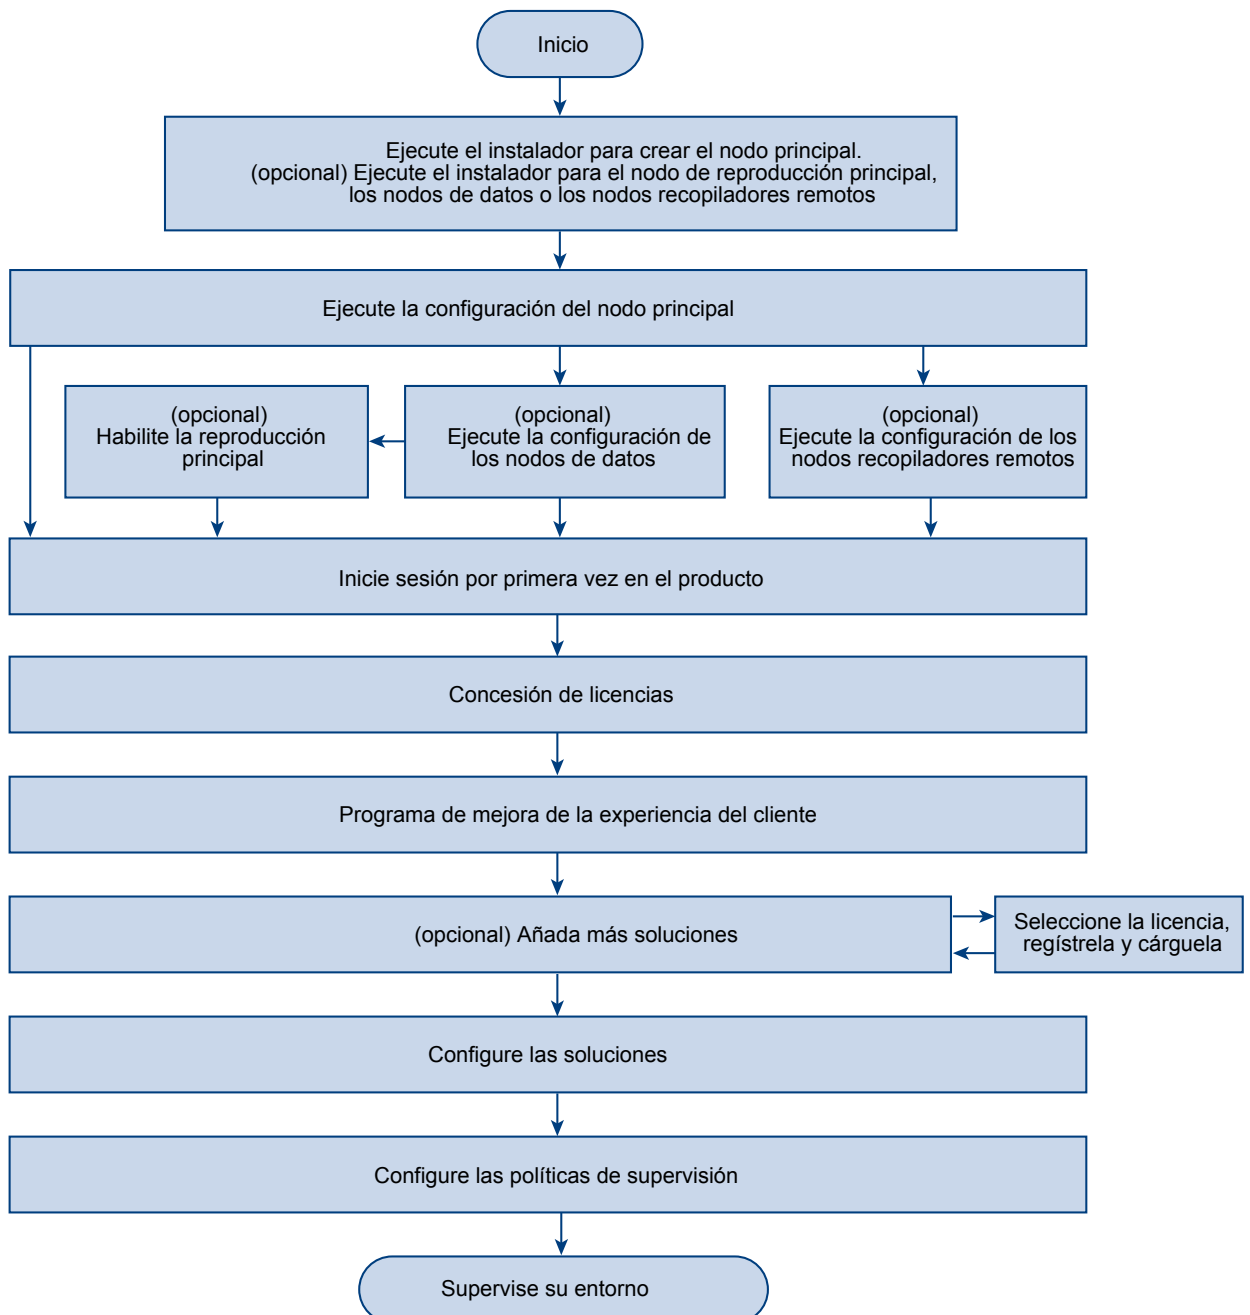 Inicio
Ejecute el instalador para crear el nodo principal.
(opcional) Ejecute el instalador para el nodo de reproducción principal,
los nodos de datos o los nodos recopiladores remotos
Ejecute la configuración del nodo principal
(opcional)
Habilite la reproducción
principal
(opcional)
Ejecute la configuración de
los nodos de datos
(opcional)
Ejecute la configuración de los
nodos recopiladores remotos
Inicie sesión por primera vez en el producto
Concesión de licencias
Programa de mejora de la experiencia del cliente
(opcional) Añada más soluciones
Seleccione la licencia,
regístrela y cárguela
Configure las soluciones
Configure las políticas de supervisión
Supervise su entorno